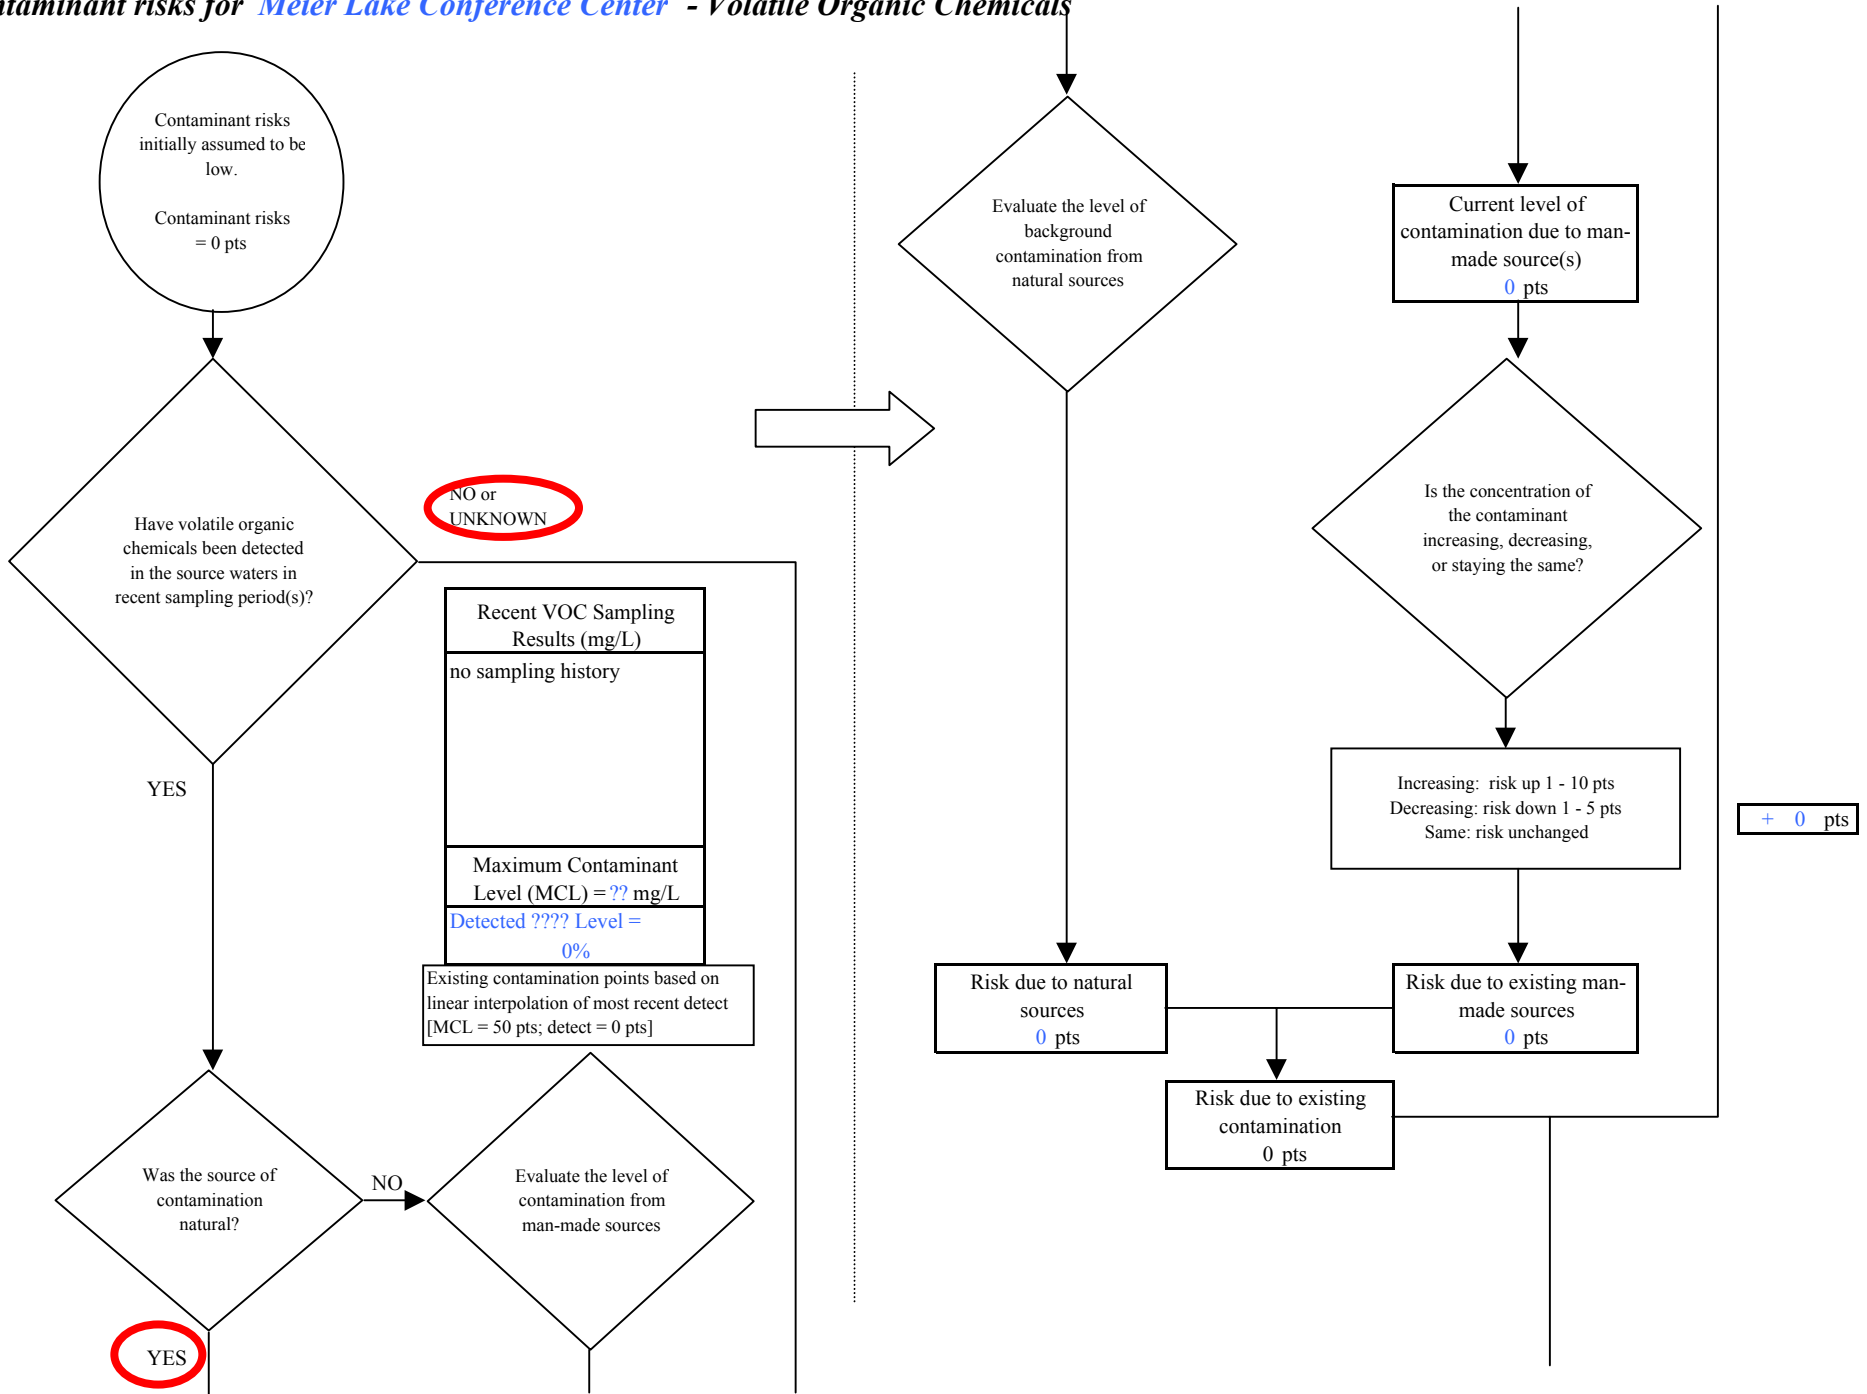 ntaminant risks for Meier Lake Conference Center - Volatile Organic Chemicals
Contaminant risks
initially assumed to be
low.
Contaminant risks
= 0 pts
Have volatile organic
chemicals been detected
in the source waters in
recent sampling period(s)?
NO or
UNKNOWN
YES
Recent VOC Sampling
Results (mg/L)
no sampling history
Maximum Contaminant
Level (MCL) = ?? mg/L
Detected ???? Level =
0%
Existing contamination points based on
linear interpolation of most recent detect
[MCL = 50 pts; detect = 0 pts]
Was the source of
contamination
natural?
NO
YES
Evaluate the level of
contamination from
man-made sources
Evaluate the level of
background
contamination from
natural sources
Current level of
contamination due to man-
made source(s)
0 pts
Is the concentration of
the contaminant
increasing, decreasing,
or staying the same?
Increasing: risk up 1 - 10 pts
Decreasing: risk down 1 - 5 pts
Same: risk unchanged
+ 0 pts
Risk due to natural
sources
0 pts
Risk due to existing man-
made sources
0 pts
Risk due to existing
contamination
0 pts